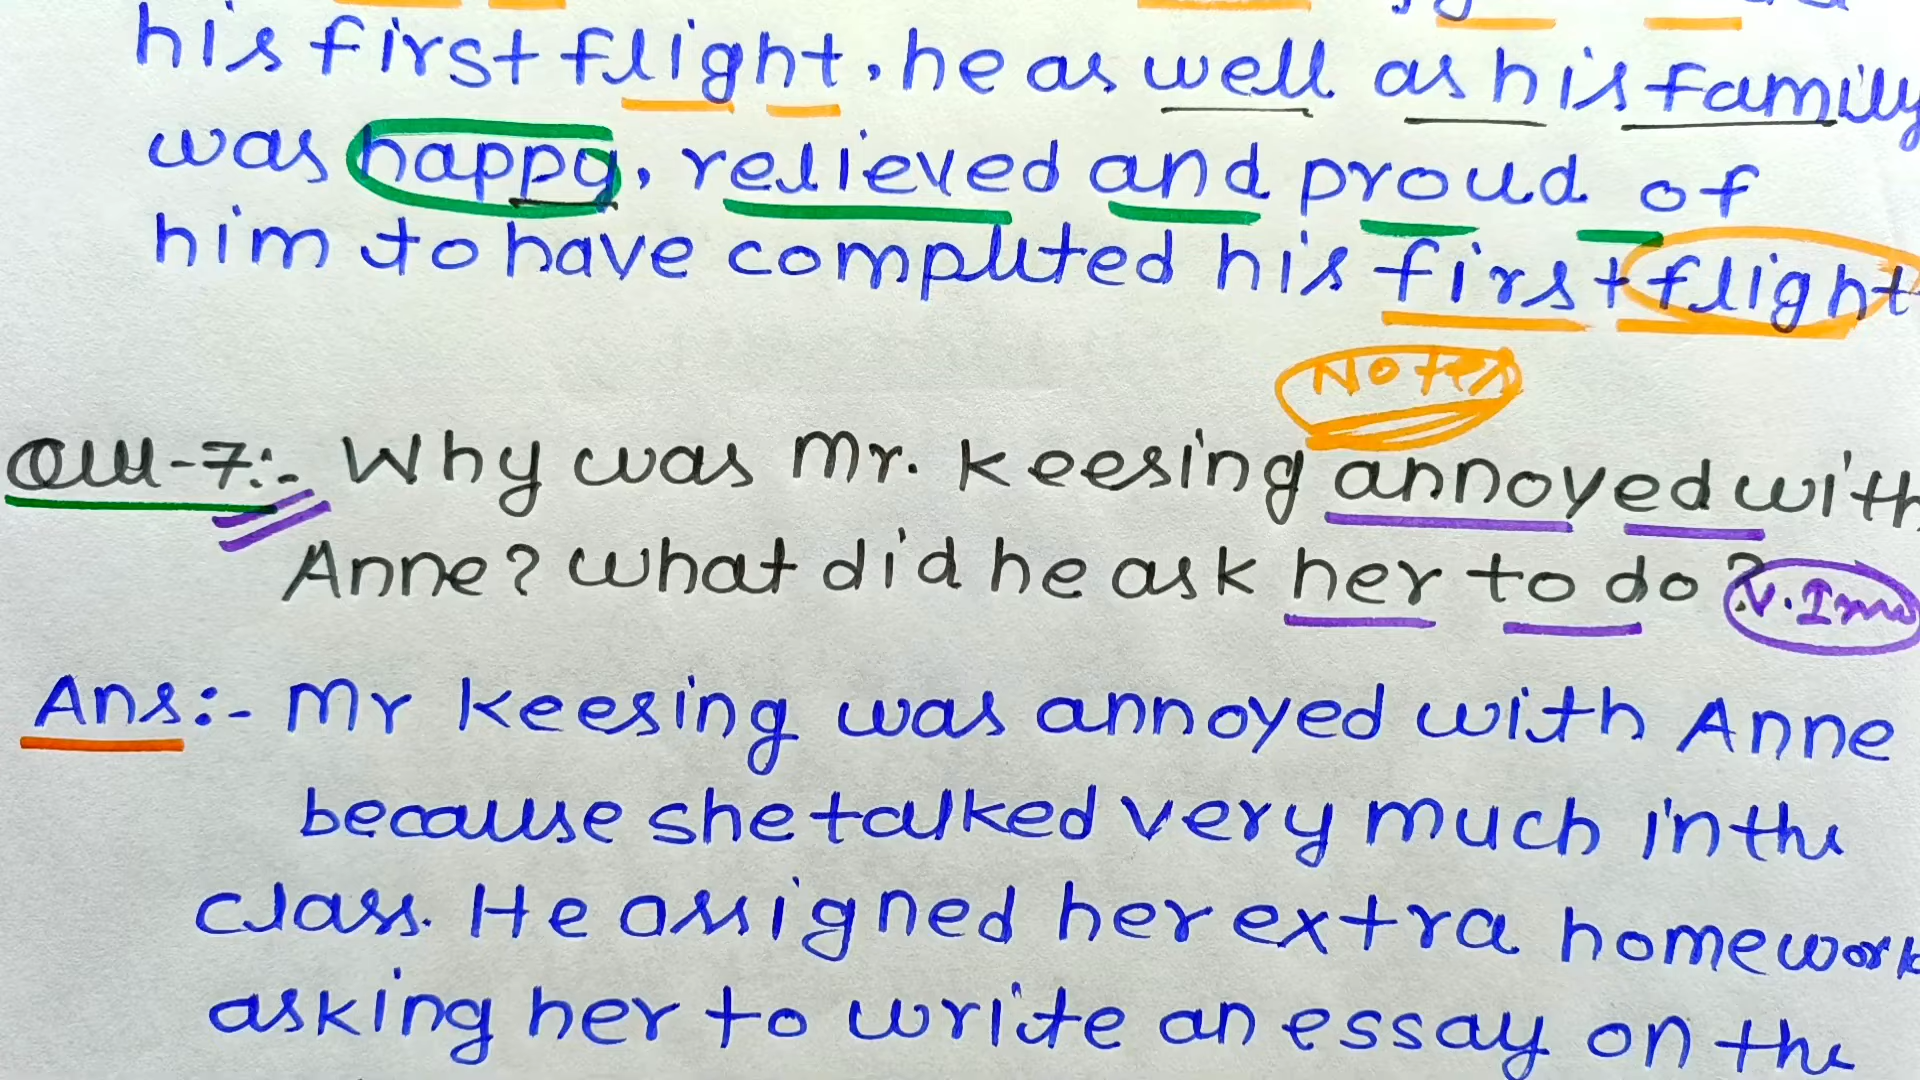 his first flight, he as well as his family
was happy, relieved and proud of
him to have completed his first flight
Notes
Que-7:- Why was Mr. Keesing annoyed with
Anne? What did he ask her to do?
V. Imp
Ans:- Mr Keesing was annoyed with Anne
because she talked very much in the
class. He assigned her extra homework
asking her to write an essay on the